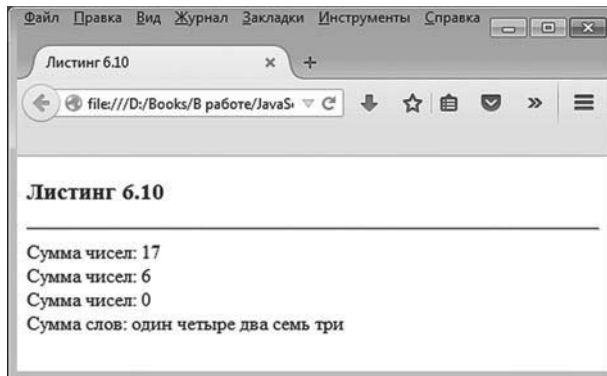 Файл Правка Вид Журнал Закладки Инструменты Справка
Листинг 6.10
file:///D:/Books/В работе/JavaSc
Листинг 6.10
Сумма чисел: 17
Сумма чисел: 6
Сумма чисел: 0
Сумма слов: один четыре два семь три